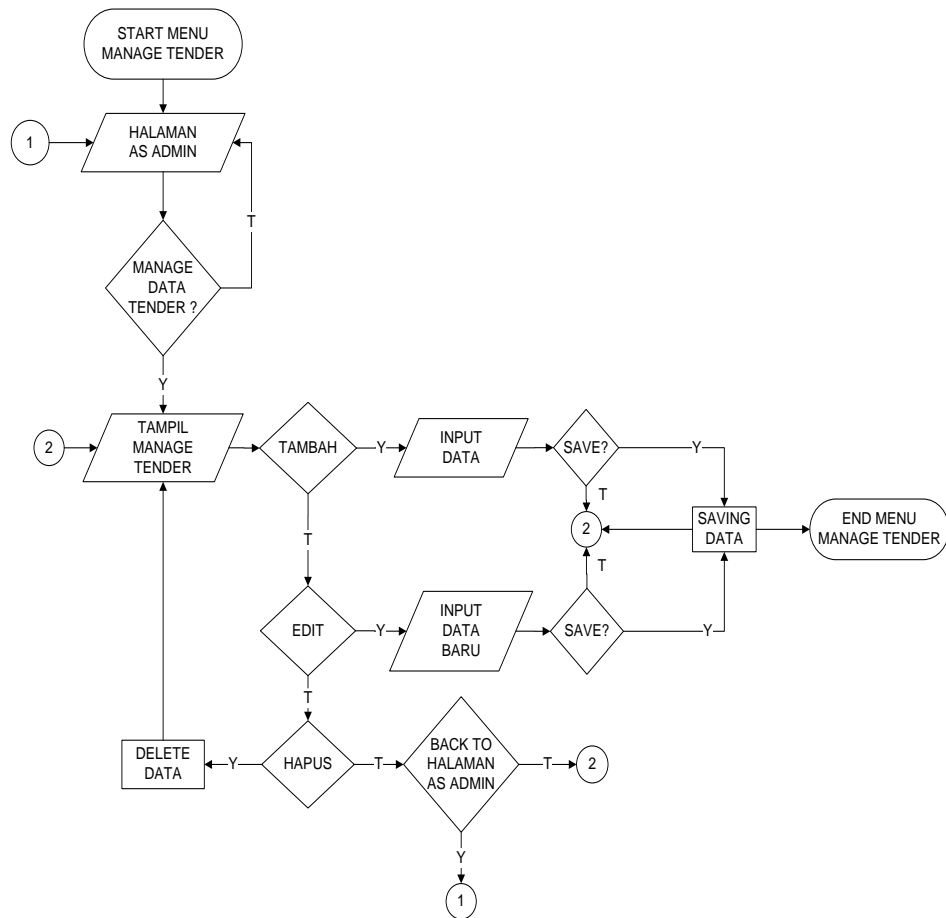 START MENU
MANAGE TENDER
1
HALAMAN
AS ADMIN
T
MANAGE
DATA
TENDER ?
Y
2
TAMPIL
MANAGE
TENDER
TAMBAH
Y
INPUT
DATA
SAVE?
Y
T
2
SAVING
DATA
END MENU
MANAGE TENDER
T
T
EDIT
Y
INPUT
DATA
BARU
SAVE?
Y
T
DELETE
DATA
Y
HAPUS
T
BACK TO
HALAMAN
AS ADMIN
T
2
Y
1